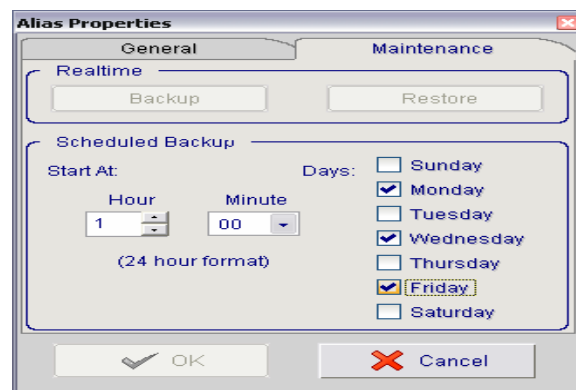 Alias Properties
General Maintenance
Realtime
Backup Restore
Scheduled Backup
Start At: Days:
Hour Minute
1 00
(24 hour format)
Sunday
Monday
Tuesday
Wednesday
Thursday
Friday
Saturday
OK Cancel